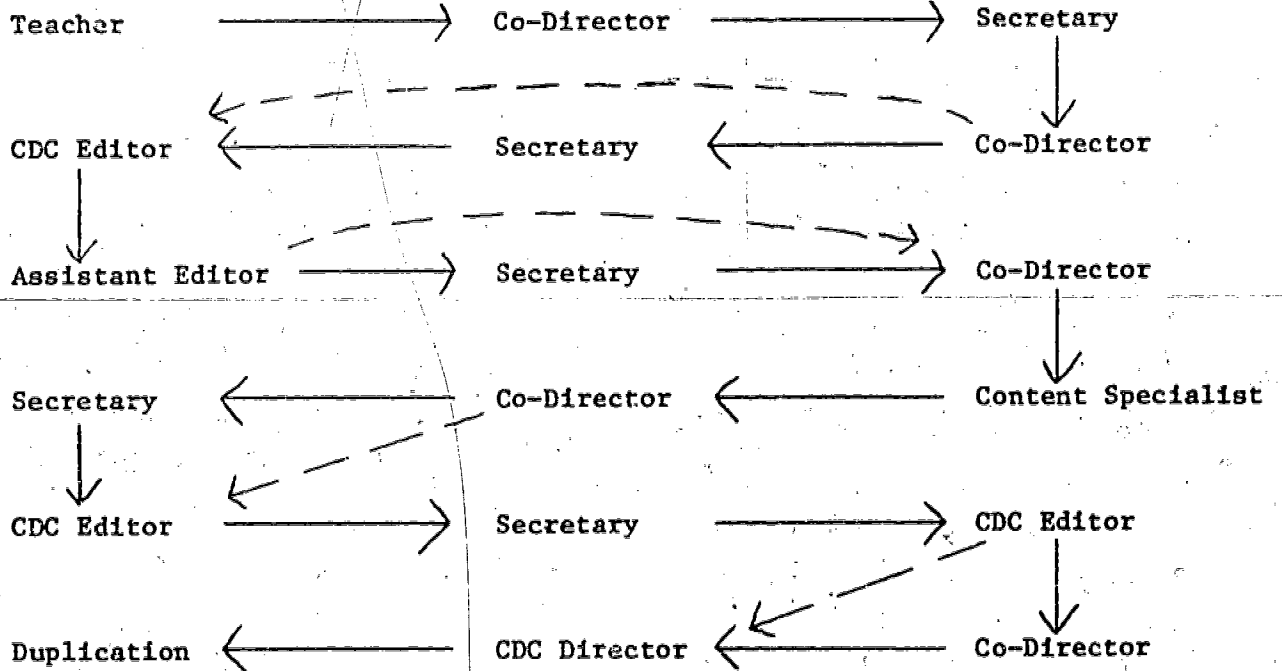 Teacher Co-Director Secretary
CDC Editor Secretary Co-Director
Assistant Editor Secretary Co-Director
Secretary Co-Director Content Specialist
CDC Editor Secretary CDC Editor
Duplication CDC Director Co-Director